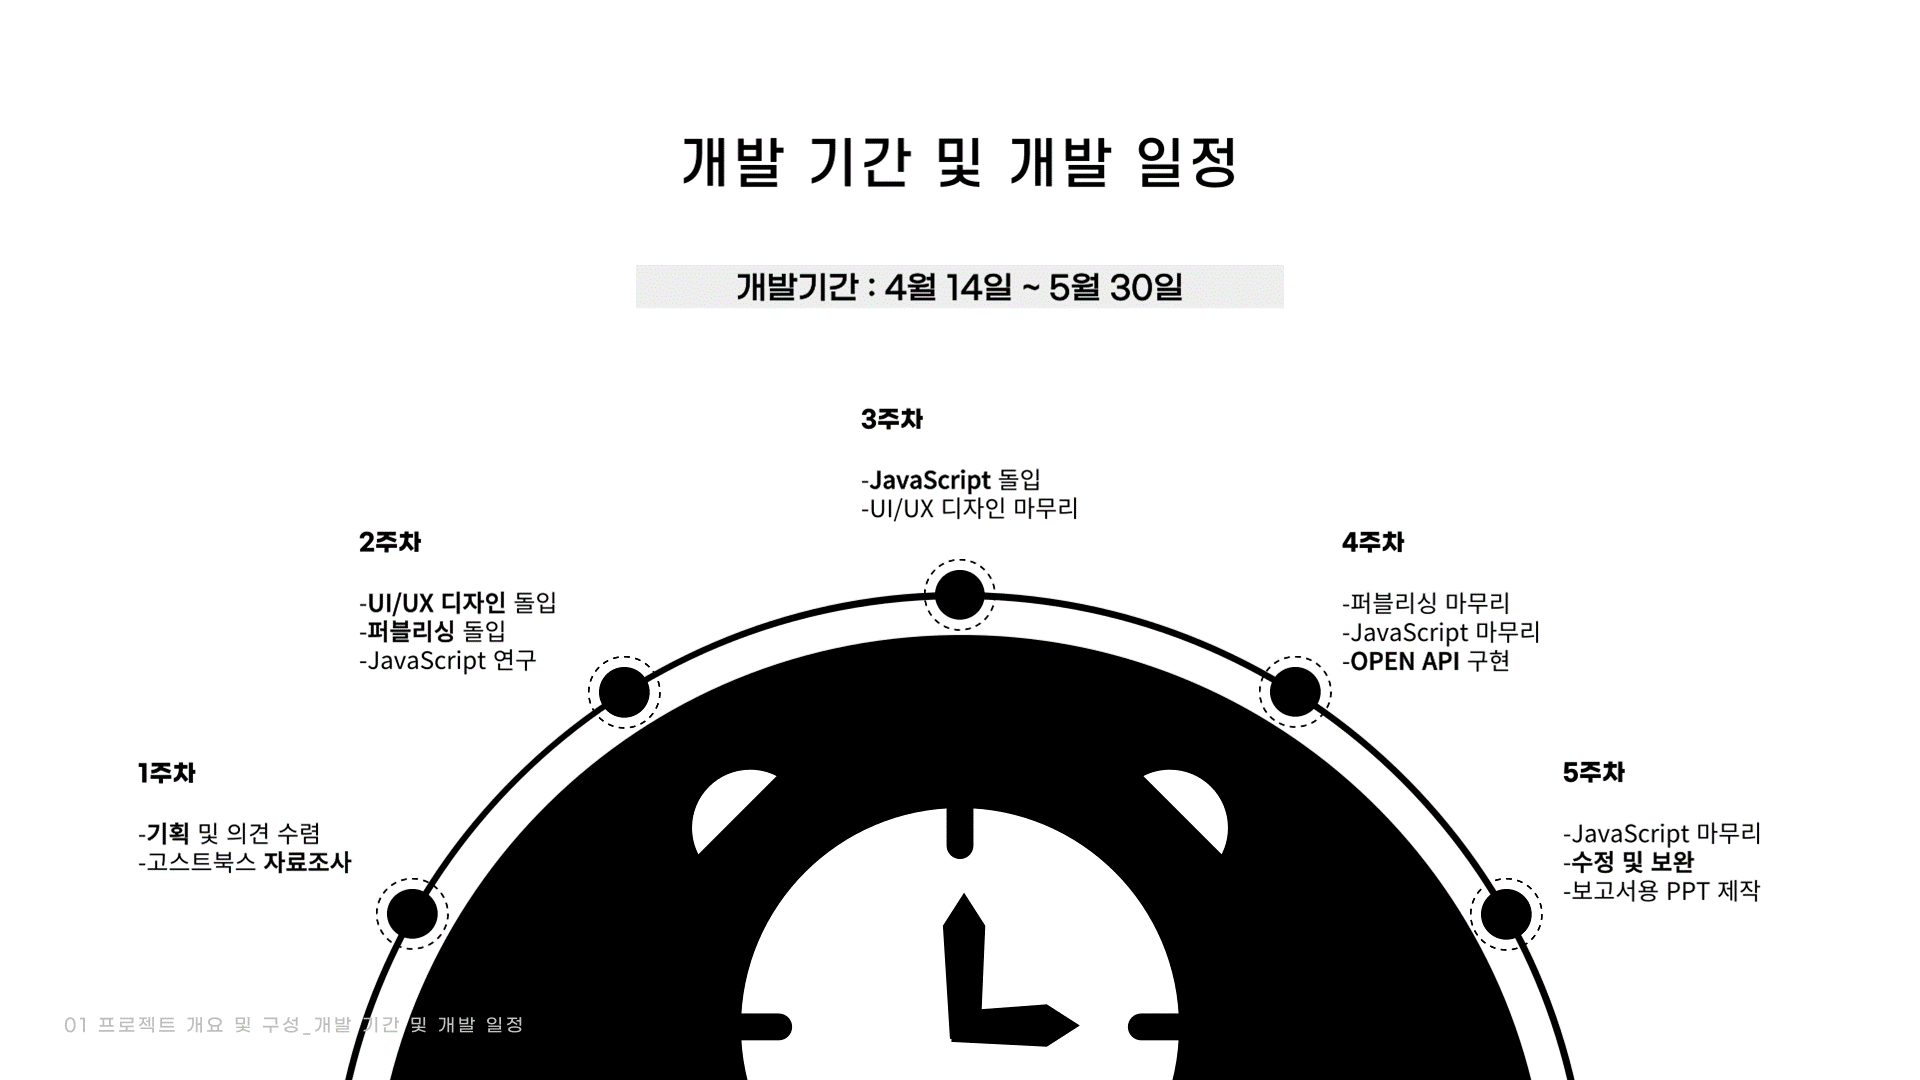 개발 기간 및 개발 일정
개발기간 : 4월 14일 ~ 5월 30일
1주차
-기획 및 의견 수렴
-고스트북스 자료조사
2주차
-UI/UX 디자인 돌입
-퍼블리싱 돌입
-JavaScript 연구
3주차
-JavaScript 돌입
-UI/UX 디자인 마무리
4주차
-퍼블리싱 마무리
-JavaScript 마무리
-OPEN API 구현
5주차
-JavaScript 마무리
-수정 및 보완
-보고서용 PPT 제작
01 프로젝트 개요 및 구성_개발 기간 및 개발 일정